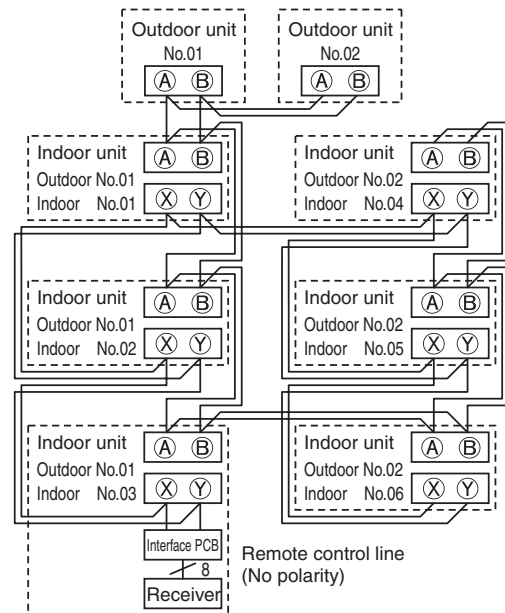 Outdoor unit
No.01
A B
Outdoor unit
No.02
A B
Indoor unit
Outdoor No.01
Indoor No.01
A B
X Y
Indoor unit
Outdoor No.02
Indoor No.04
A B
X Y
Indoor unit
Outdoor No.01
Indoor No.02
A B
X Y
Indoor unit
Outdoor No.02
Indoor No.05
A B
X Y
Indoor unit
Outdoor No.01
Indoor No.03
A B
X Y
Indoor unit
Outdoor No.02
Indoor No.06
A B
X Y
Interface PCB
8
Receiver
Remote control line
(No polarity)